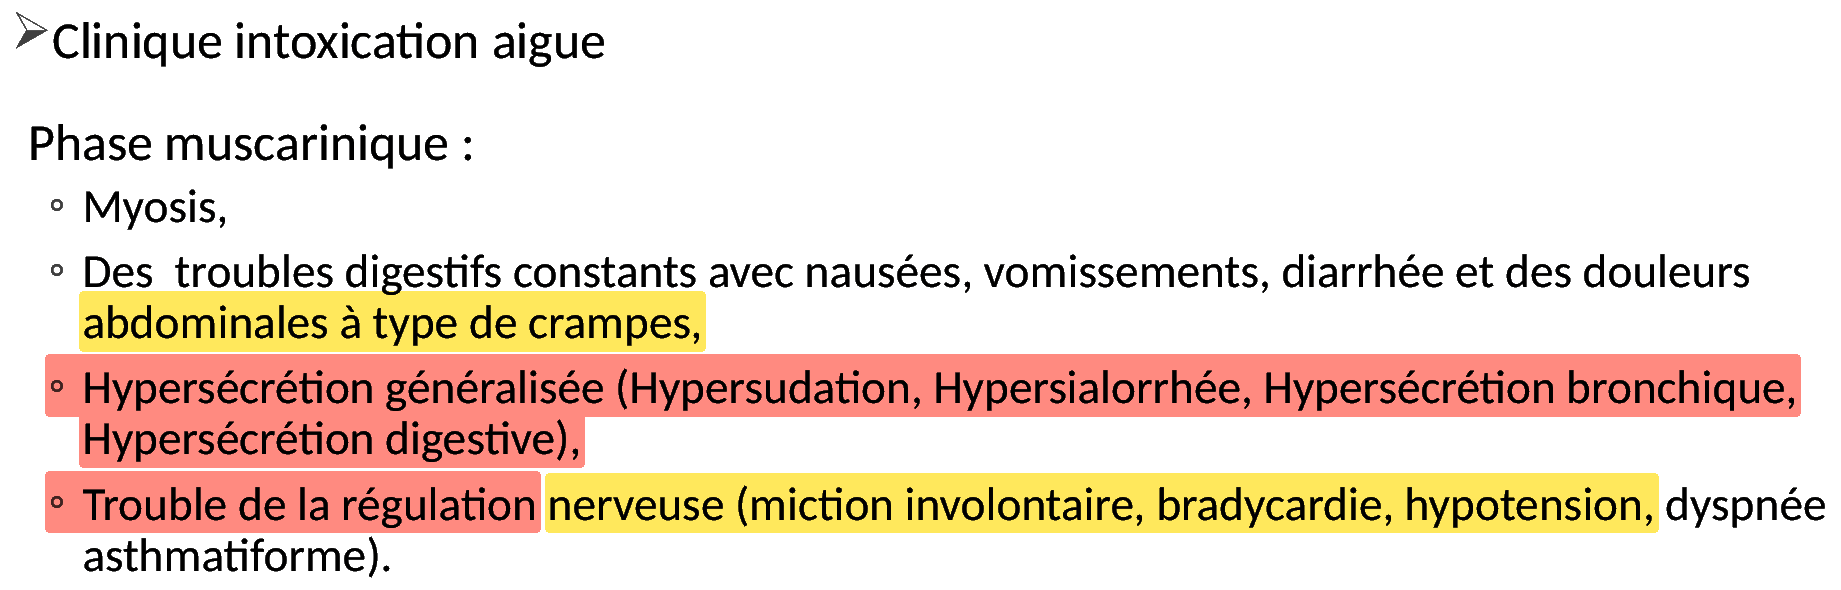 ➢Clinique intoxication aigue
Phase muscarinique :
◦ Myosis,
◦ Des  troubles digestifs constants avec nausées, vomissements, diarrhée et des douleurs
abdominales à type de crampes,
◦ Hypersécrétion généralisée (Hypersudation, Hypersialorrhée, Hypersécrétion bronchique,
Hypersécrétion digestive),
◦ Trouble de la régulation nerveuse (miction involontaire, bradycardie, hypotension, dyspnée
asthmatiforme).